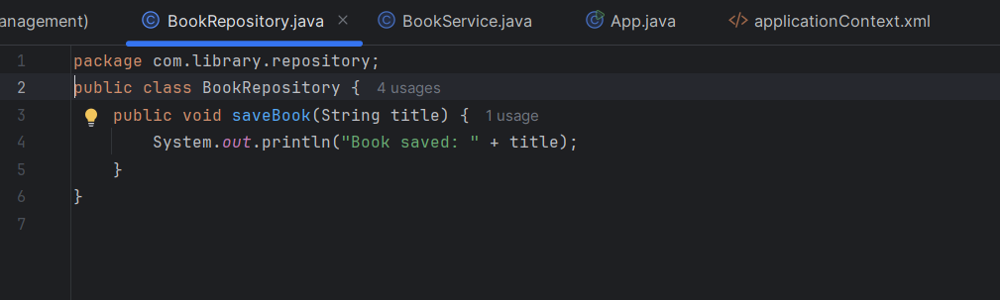 anagement)
BookRepository.java
BookService.java
App.java
applicationContext.xml
1 package com.library.repository;
2 public class BookRepository { 4 usages
3 public void saveBook(String title) { 1 usage
4 System.out.println("Book saved: " + title);
5 }
6 }
7